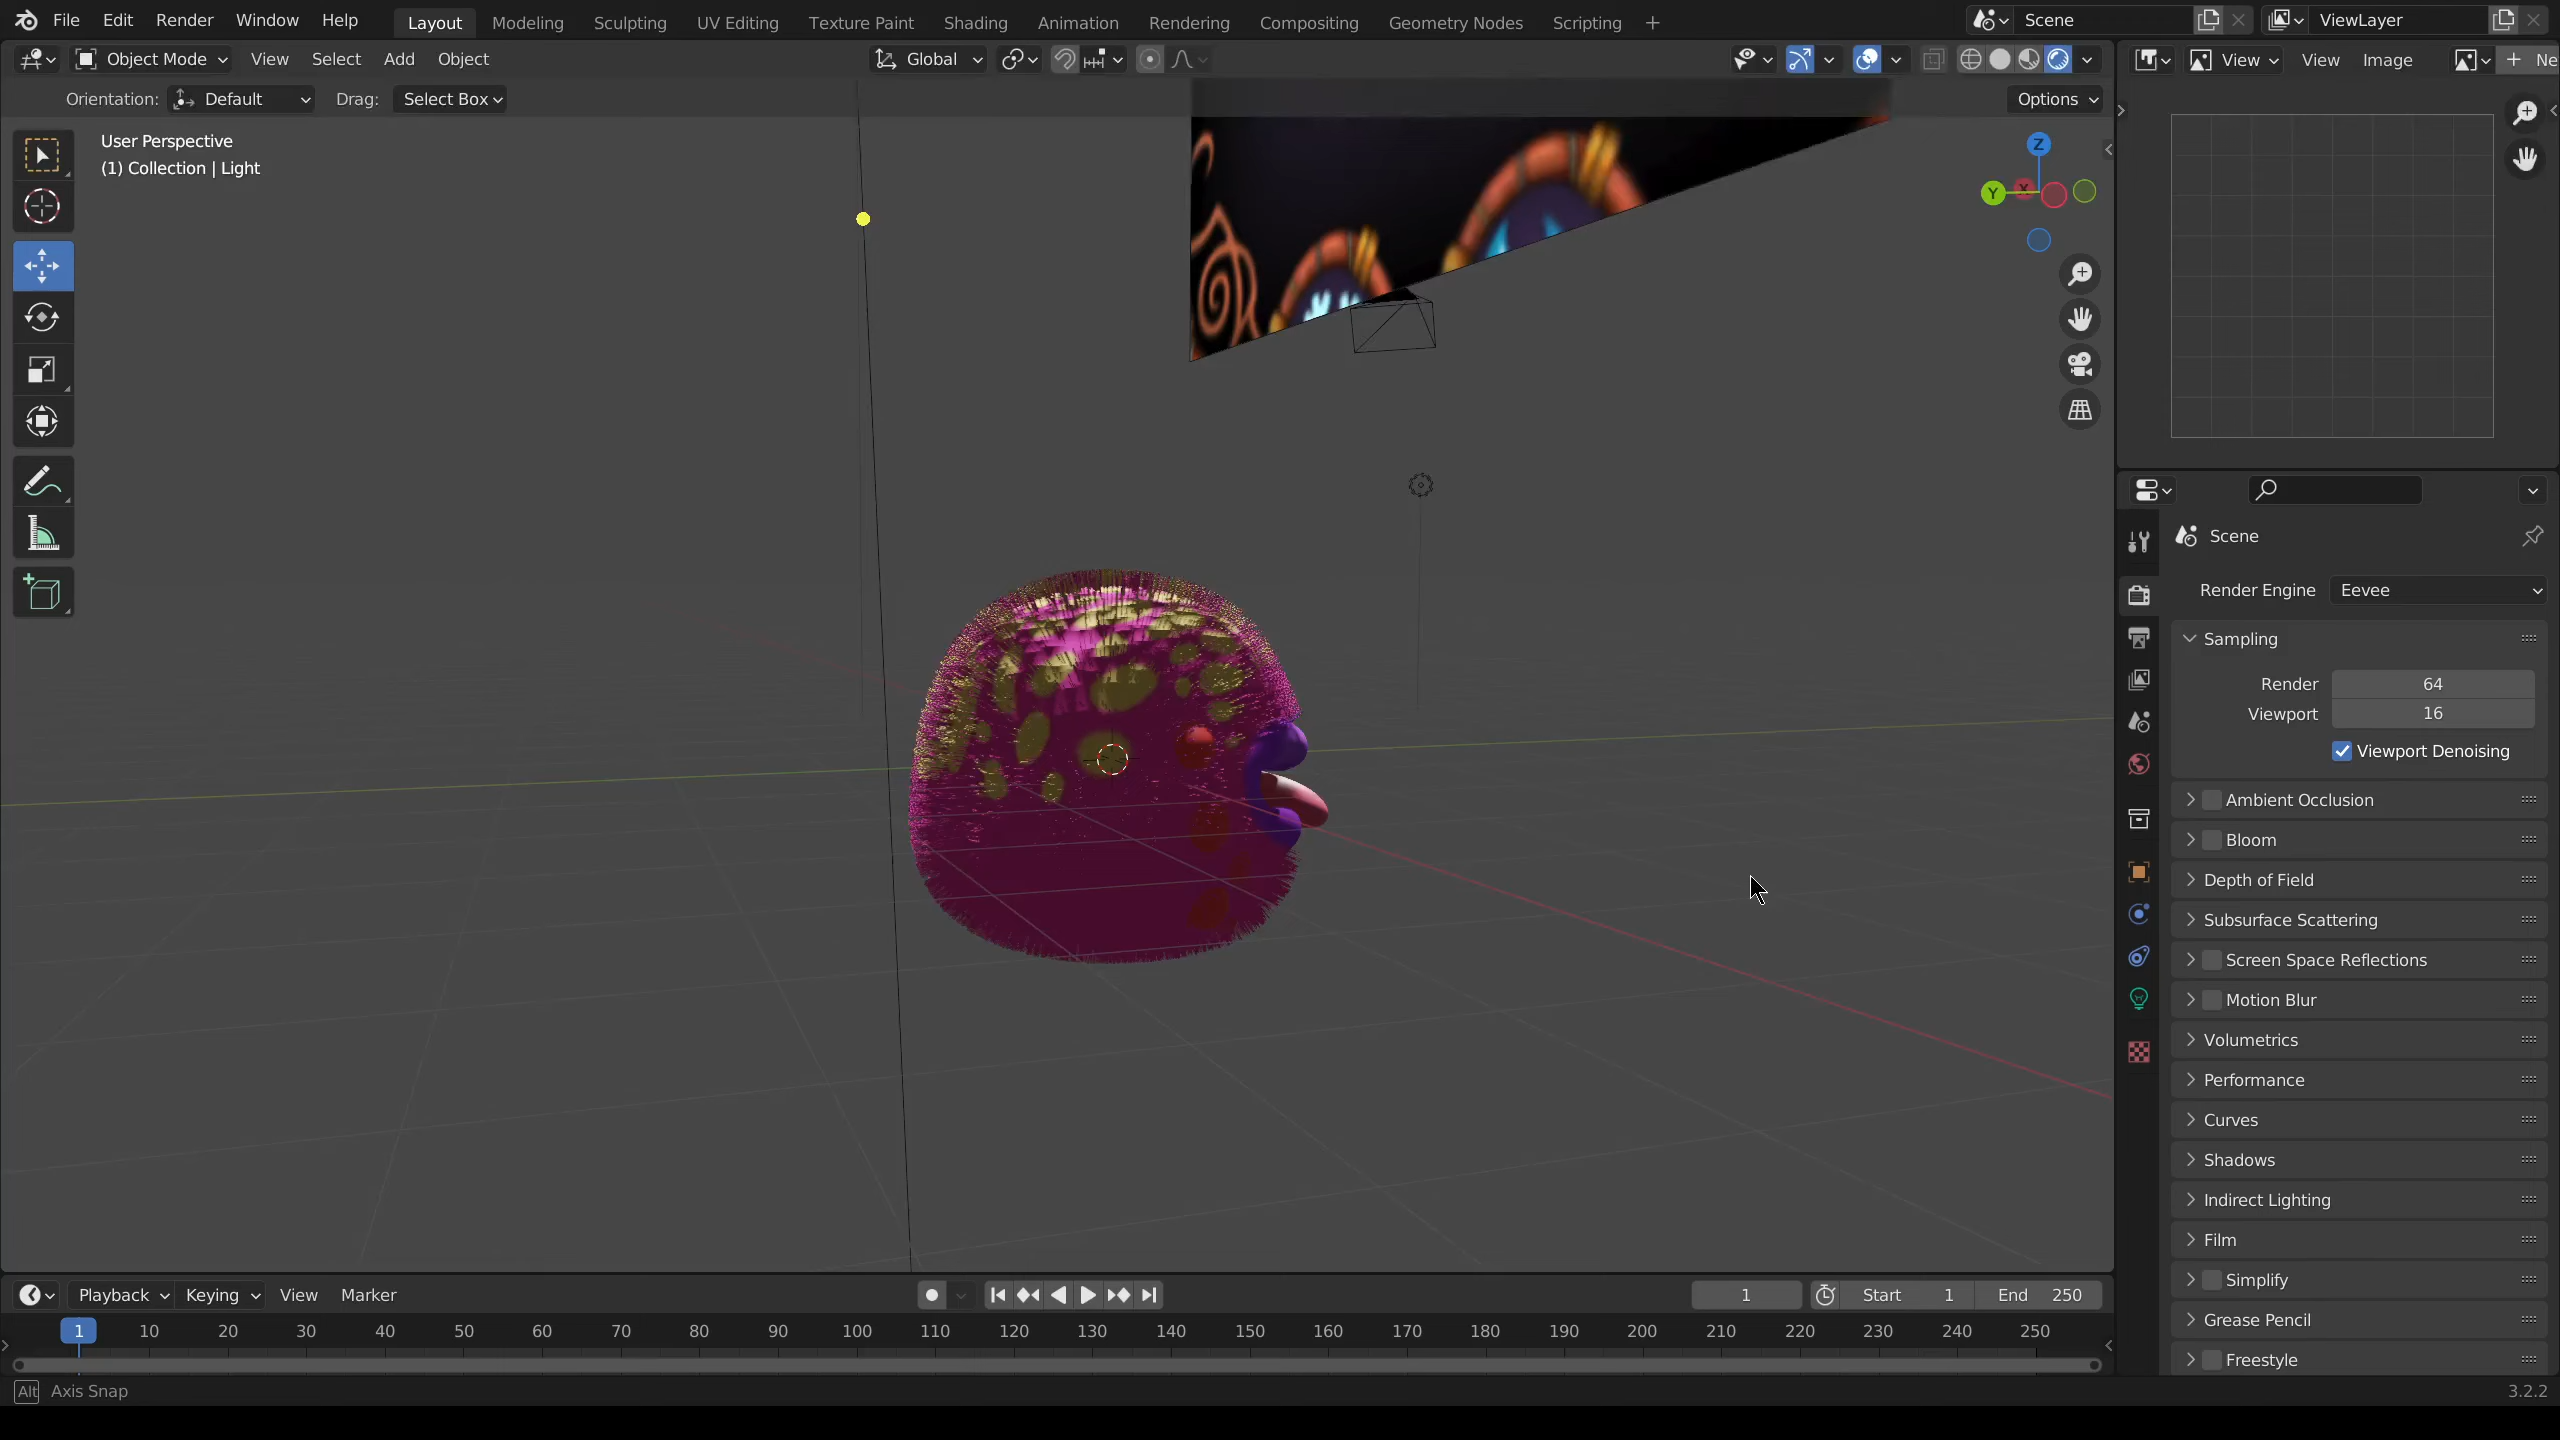 File Edit Render Window Help Layout Modeling Sculpting UV Editing Texture Paint Shading Animation Rendering Compositing Geometry Nodes Scripting + Scene ViewLayer
Object Mode View Select Add Object Global View View Image + Ne
Orientation: Default Drag: Select Box Options
User Perspective
(1) Collection | Light
Z
Y X
Scene
Render Engine Eevee
Sampling
Render 64
Viewport 16
Viewport Denoising
Ambient Occlusion
Bloom
Depth of Field
Subsurface Scattering
Screen Space Reflections
Motion Blur
Volumetrics
Performance
Curves
Shadows
Indirect Lighting
Film
Simplify
Grease Pencil
Freestyle
Playback Keying View Marker 1 Start 1 End 250
1 10 20 30 40 50 60 70 80 90 100 110 120 130 140 150 160 170 180 190 200 210 220 230 240 250
Alt Axis Snap 3.2.2